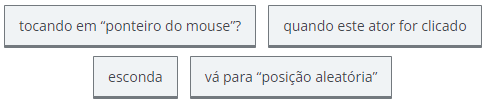 tocando em “ponteiro do mouse”? quando este ator for clicado
esconda vá para “posição aleatória”